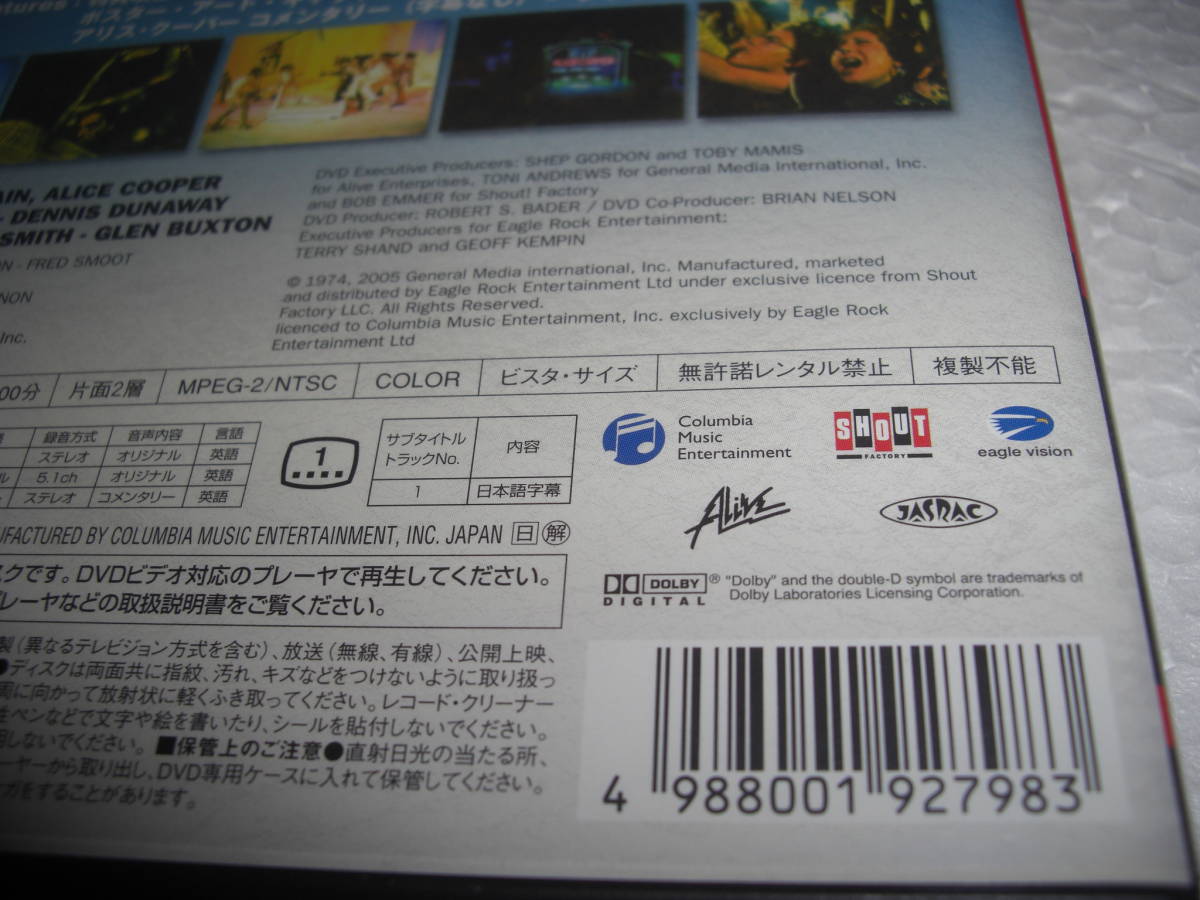 アリス・クーパー コメンタリー (字幕なし)
AIN, ALICE COOPER
- DENNIS DUNAWAY
SMITH - GLEN BUXTON
ON - FRED SMOOT
NON
Inc.
DVD Executive Producers: SHEP GORDON and TOBY MAMIS
for Alive Enterprises, TONI ANDREWS for General Media International, Inc.
and BOB EMMER for Shout! Factory
DVD Producer: ROBERT S. BADER / DVD Co-Producer: BRIAN NELSON
Executive Producers for Eagle Rock Entertainment:
TERRY SHAND and GEOFF KEMPIN
© 1974, 2005 General Media international, Inc. Manufactured, marketed
and distributed by Eagle Rock Entertainment Ltd under exclusive licence from Shout
Factory LLC. All Rights Reserved.
licenced to Columbia Music Entertainment, Inc. exclusively by Eagle Rock
Entertainment Ltd
00分 片面2層 MPEG-2/NTSC COLOR ビスタ・サイズ 無許諾レンタル禁止 複製不能
録音方式 音声内容 言語
ステレオ オリジナル 英語
5.1ch オリジナル 英語
ステレオ コメンタリー 英語
1
サブタイトル
トラックNo. 内容
1 日本語字幕
Columbia
Music
Entertainment
SHOUT
FACTORY
eagle vision
Alive
JASRAC
UFACTURED BY COLUMBIA MUSIC ENTERTAINMENT, INC. JAPAN 日 解
スクです。DVDビデオ対応のプレーヤで再生してください。
プレーヤなどの取扱説明書をご覧ください。
DOLBY
DIGITAL
® "Dolby" and the double-D symbol are trademarks of
Dolby Laboratories Licensing Corporation.
製(異なるテレビジョン方式を含む)、放送(無線、有線)、公開上映、
●ディスクは両面共に指紋、汚れ、キズなどをつけないように取り扱っ
に向かって放射状に軽くふき取ってください。レコード・クリーナー
性ペンなどで文字や絵を書いたり、シールを貼付しないでください。
用しないでください。■保管上のご注意●直射日光の当たる所、
ーヤーから取り出し、DVD専用ケースに入れて保管してください。
ガをすることがあります。
4 988001 927983